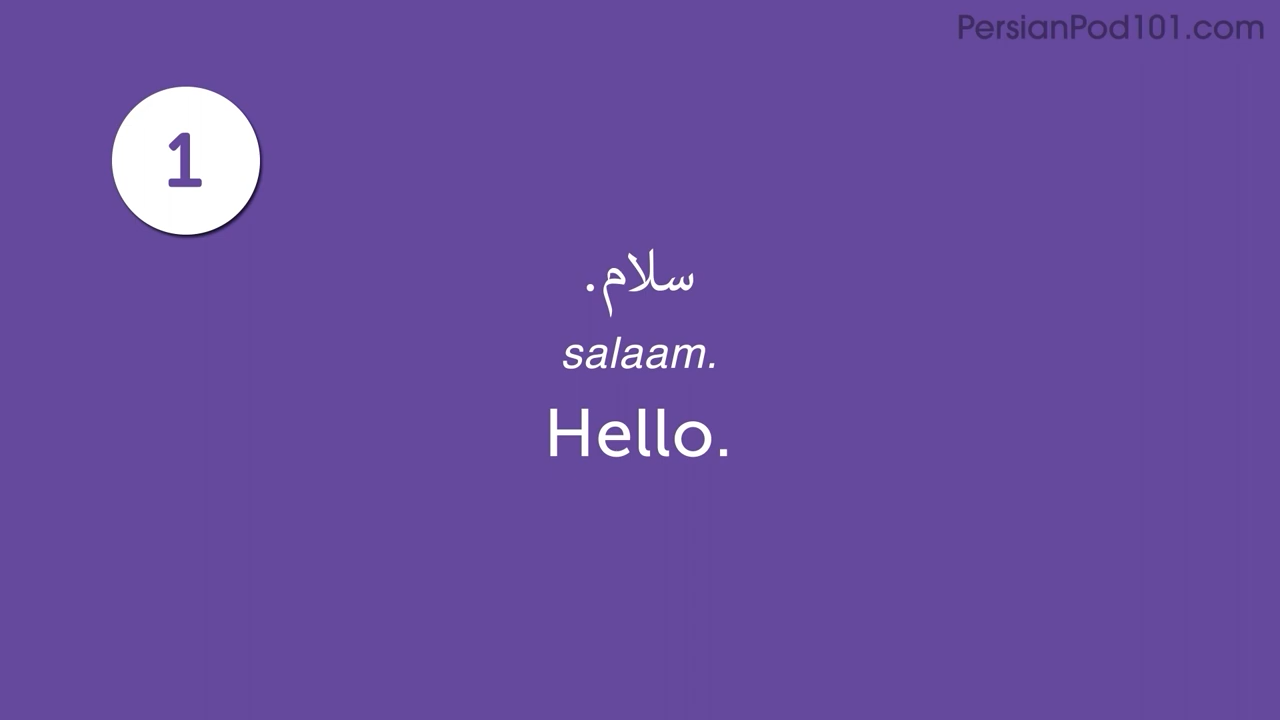 PersianPod101.com
1
سلام.
salaam.
Hello.